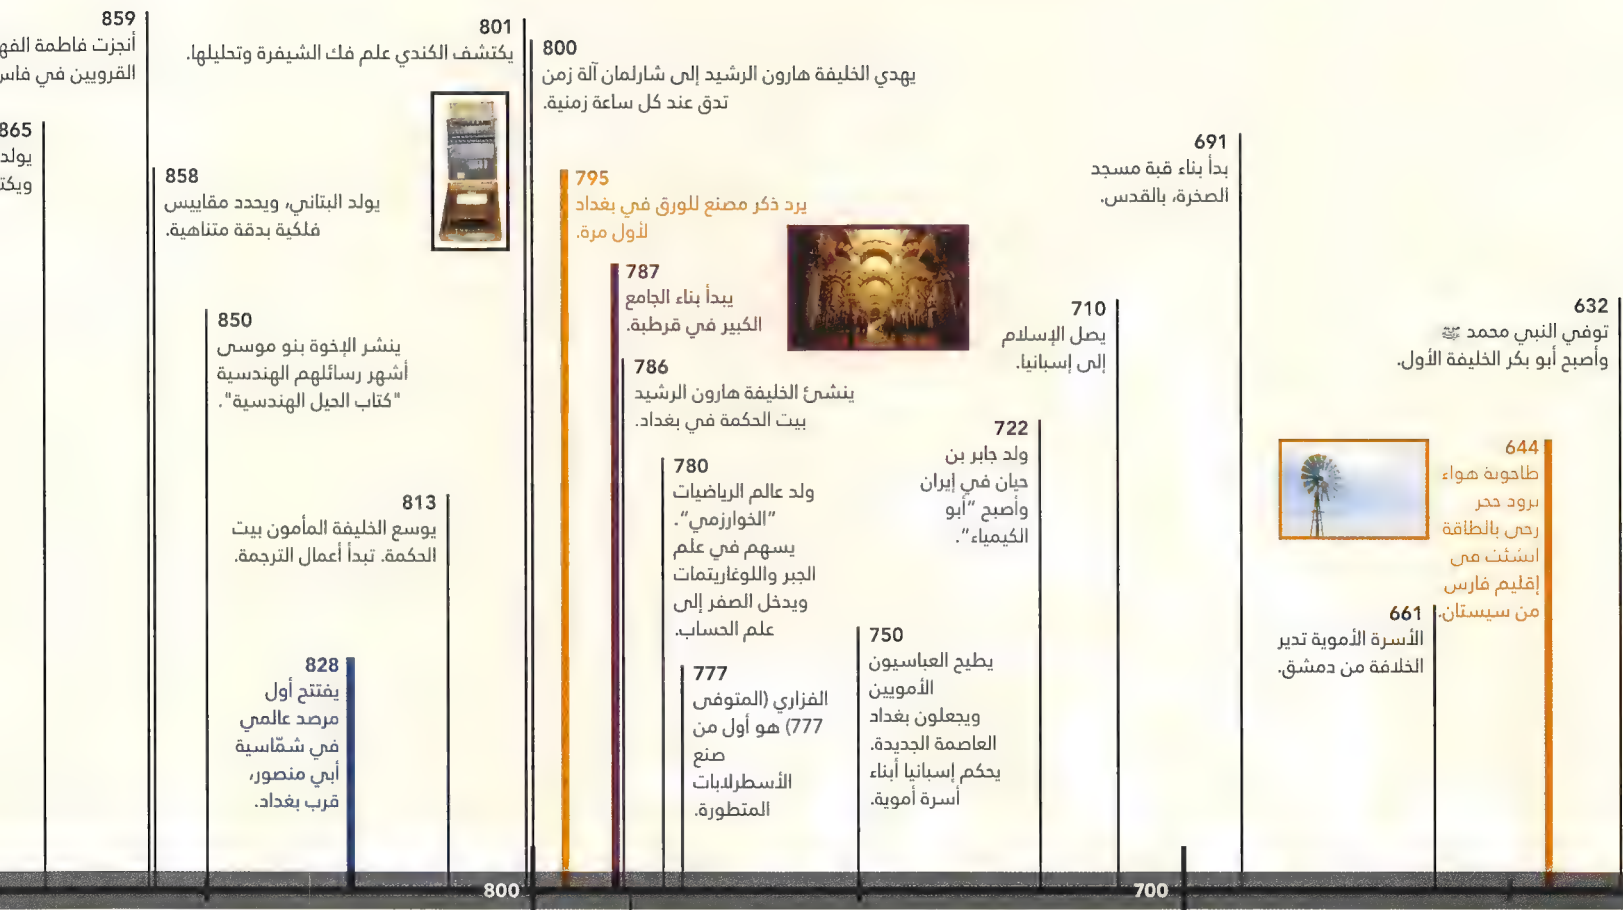 632
توفي النبي محمد ﷺ
وأصبح أبو بكر الخليفة الأول.
644
طاحونة هواء
برود حجر
رحى بالطاقة
أنشئت في
إقليم فارس
من سيستان.
661
الأسرة الأموية تدير
الخلافة من دمشق.
691
بدأ بناء قبة مسجد
الصخرة، بالقدس.
710
يصل الإسلام
إلى إسبانيا.
722
ولد جابر بن
حيان في إيران
وأصبح “أبو
الكيمياء”.
750
يطيح العباسيون
الأمويين
ويجعلون بغداد
العاصمة الجديدة.
يحكم إسبانيا أبناء
أسرة أموية.
777
الفزاري (المتوفى
777) هو أول من
صنع
الأسطرلابات
المتطورة.
780
ولد عالم الرياضيات
“الخوارزمي”.
يسهم في علم
الجبر واللوغاريتمات
ويدخل الصفر إلى
علم الحساب.
786
ينشئ الخليفة هارون الرشيد
بيت الحكمة في بغداد.
787
يبدأ بناء الجامع
الكبير في قرطبة.
795
يرد ذكر مصنع للورق في بغداد
لأول مرة.
800
يهدي الخليفة هارون الرشيد إلى شارلمان آلة زمن
تدق عند كل ساعة زمنية.
801
يكتشف الكندي علم فك الشيفرة وتحليلها.
813
يوسع الخليفة المأمون بيت
الحكمة. تبدأ أعمال الترجمة.
828
يفتتح أول
مرصد عالمي
في شمّاسية
أبي منصور،
قرب بغداد.
850
ينشر الإخوة بنو موسى
أشهر رسائلهم الهندسية
"كتاب الحيل الهندسية".
858
يولد البتاني، ويحدد مقاييس
فلكية بدقة متناهية.
859
أنجزت فاطمة
القرويين في
865
يولد
700
800